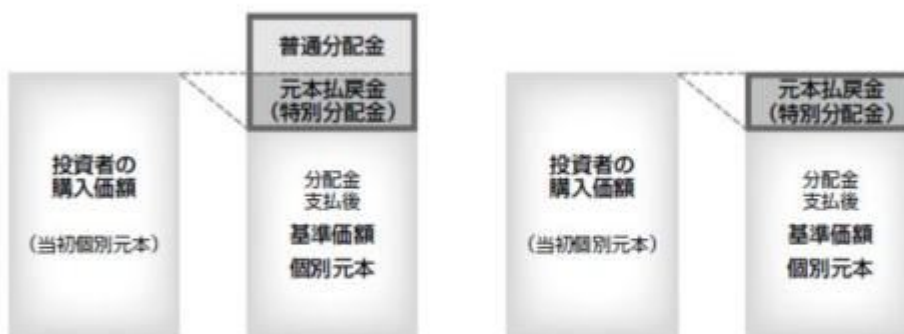 普通分配金
元本払戻金
(特別分配金)
投資者の
購入価額
(当初個別元本)
分配金
支払後
基準価額
個別元本
元本払戻金
(特別分配金)
投資者の
購入価額
(当初個別元本)
分配金
支払後
基準価額
個別元本